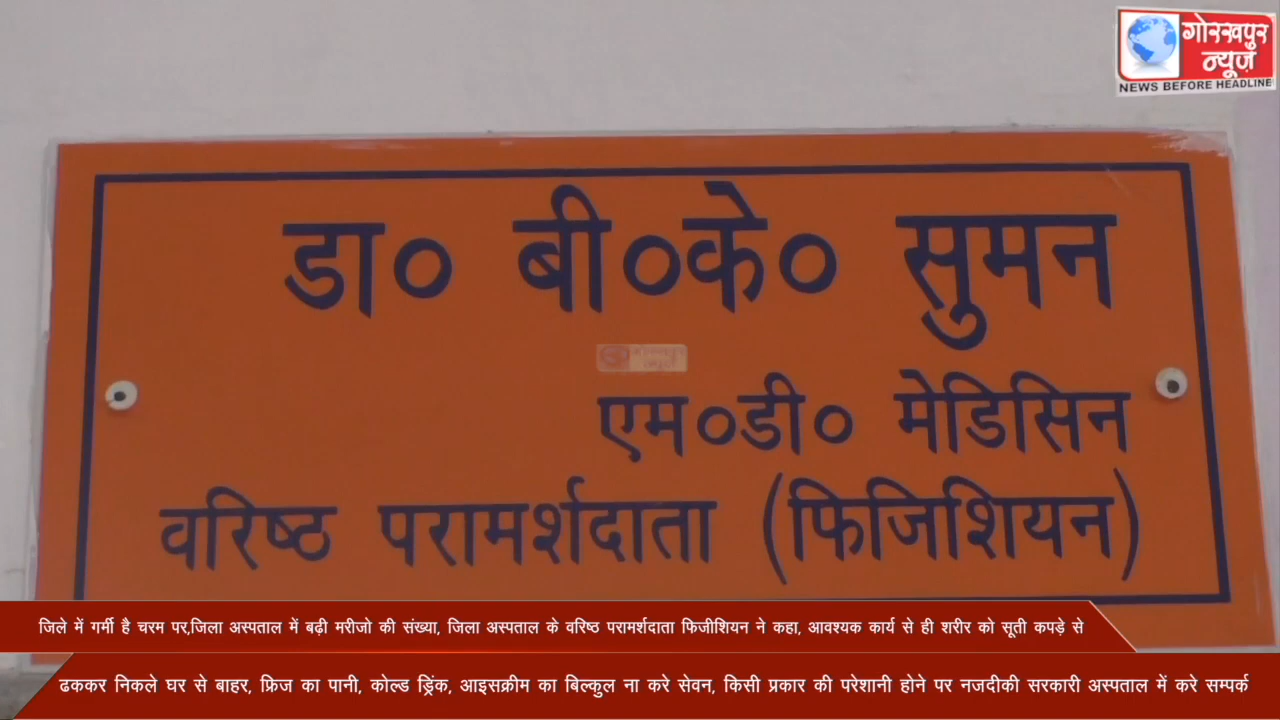 गोरखपुर
न्यूज़
NEWS BEFORE HEADLINE
डा० बी०के० सुमन
एम०डी० मेडिसिन
वरिष्ठ परामर्शदाता (फिजिशियन)
जिले में गर्मी है चरम पर,जिला अस्पताल में बढ़ी मरीजो की संख्या, जिला अस्पताल के वरिष्ठ परामर्शदाता फिजीशियन ने कहा, आवश्यक कार्य से ही शरीर को सूती कपड़े से
ढककर निकले घर से बाहर, फ्रिज का पानी, कोल्ड ड्रिंक, आइसक्रीम का बिल्कुल ना करे सेवन, किसी प्रकार की परेशानी होने पर नजदीकी सरकारी अस्पताल में करे सम्पर्क